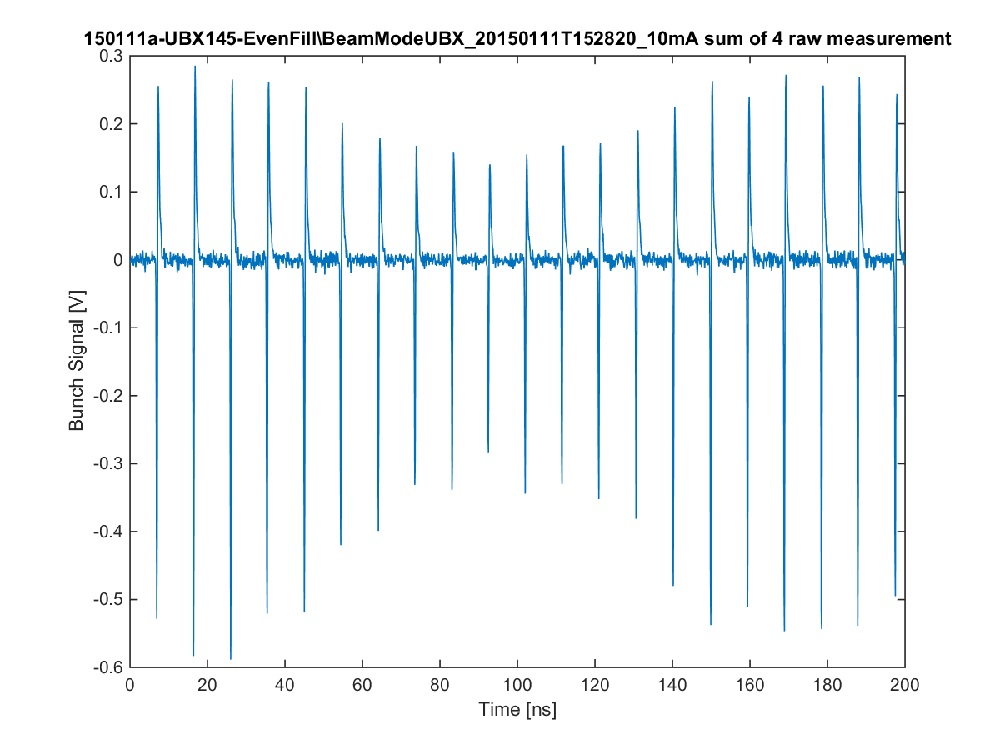 150111a-UBX145-EvenFill\BeamModeUBX_20150111T152820_10mA sum of 4 raw measurement
0.3
0.2
0.1
0
-0.1
-0.2
-0.3
-0.4
-0.5
-0.6
Bunch Signal [V]
0 20 40 60 80 100 120 140 160 180 200
Time [ns]